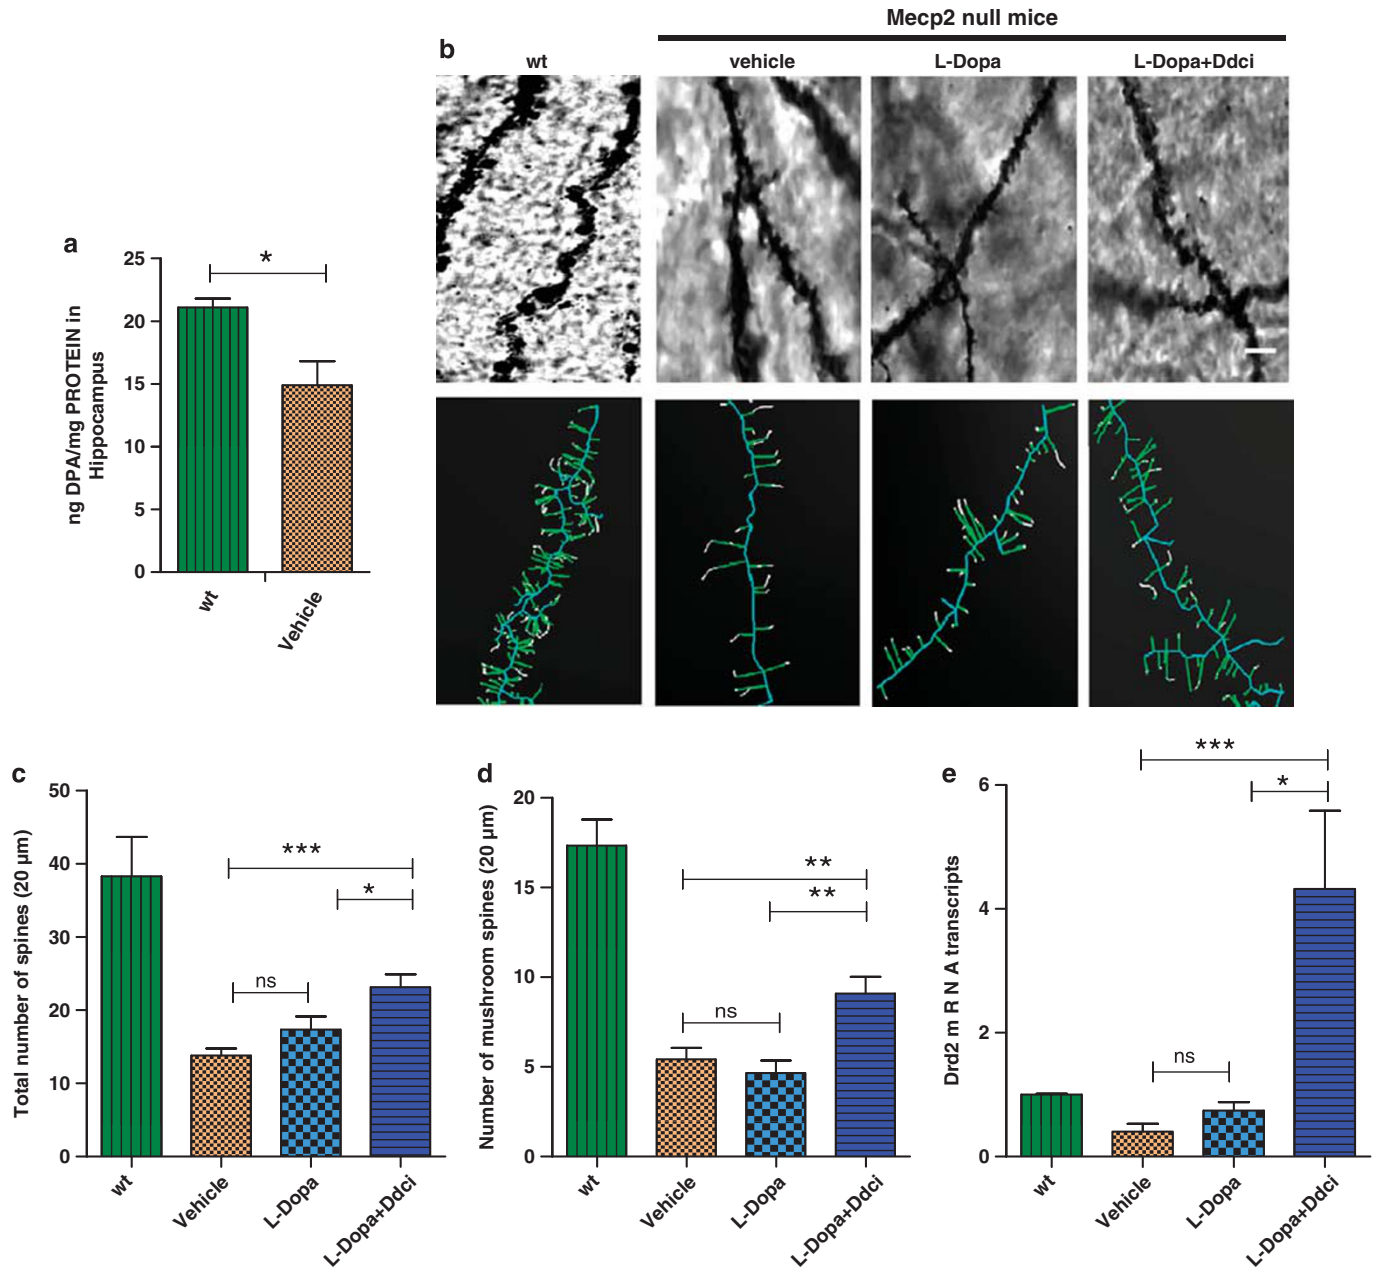 Mecp2 null mice
b
wt
vehicle
L-Dopa
L-Dopa+Ddci
a
ng DPA/mg PROTEIN in
Hippocampus
25
20
15
10
5
0
*
wt
Vehicle
c
Total number of spines (20 μm)
50
40
30
20
10
0
***
*
ns
wt
Vehicle
L-Dopa
L-Dopa+Ddci
d
Number of mushroom spines (20 μm)
20
15
10
5
0
**
**
ns
wt
Vehicle
L-Dopa
L-Dopa+Ddci
e
Drd2 m R N A transcripts
6
4
2
0
***
*
ns
wt
Vehicle
L-Dopa
L-Dopa+Ddci